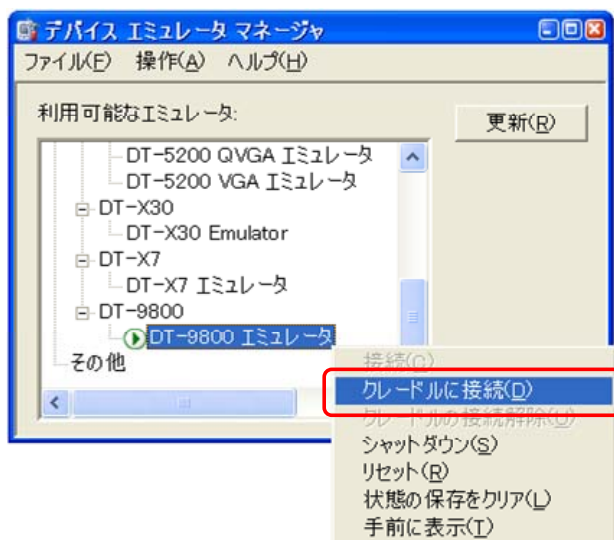 デバイス エミュレータ マネージャ
ファイル(F) 操作(A) ヘルプ(H)
利用可能なエミュレータ:
更新(R)
DT-5200 QVGA エミュレータ
DT-5200 VGA エミュレータ
DT-X30
DT-X30 Emulator
DT-X7
DT-X7 エミュレータ
DT-9800
DT-9800 エミュレータ
その他
接続(C)
クレードルに接続(D)
クレードルの接続解除(U)
シャットダウン(S)
リセット(R)
状態の保存をクリア(L)
手前に表示(T)